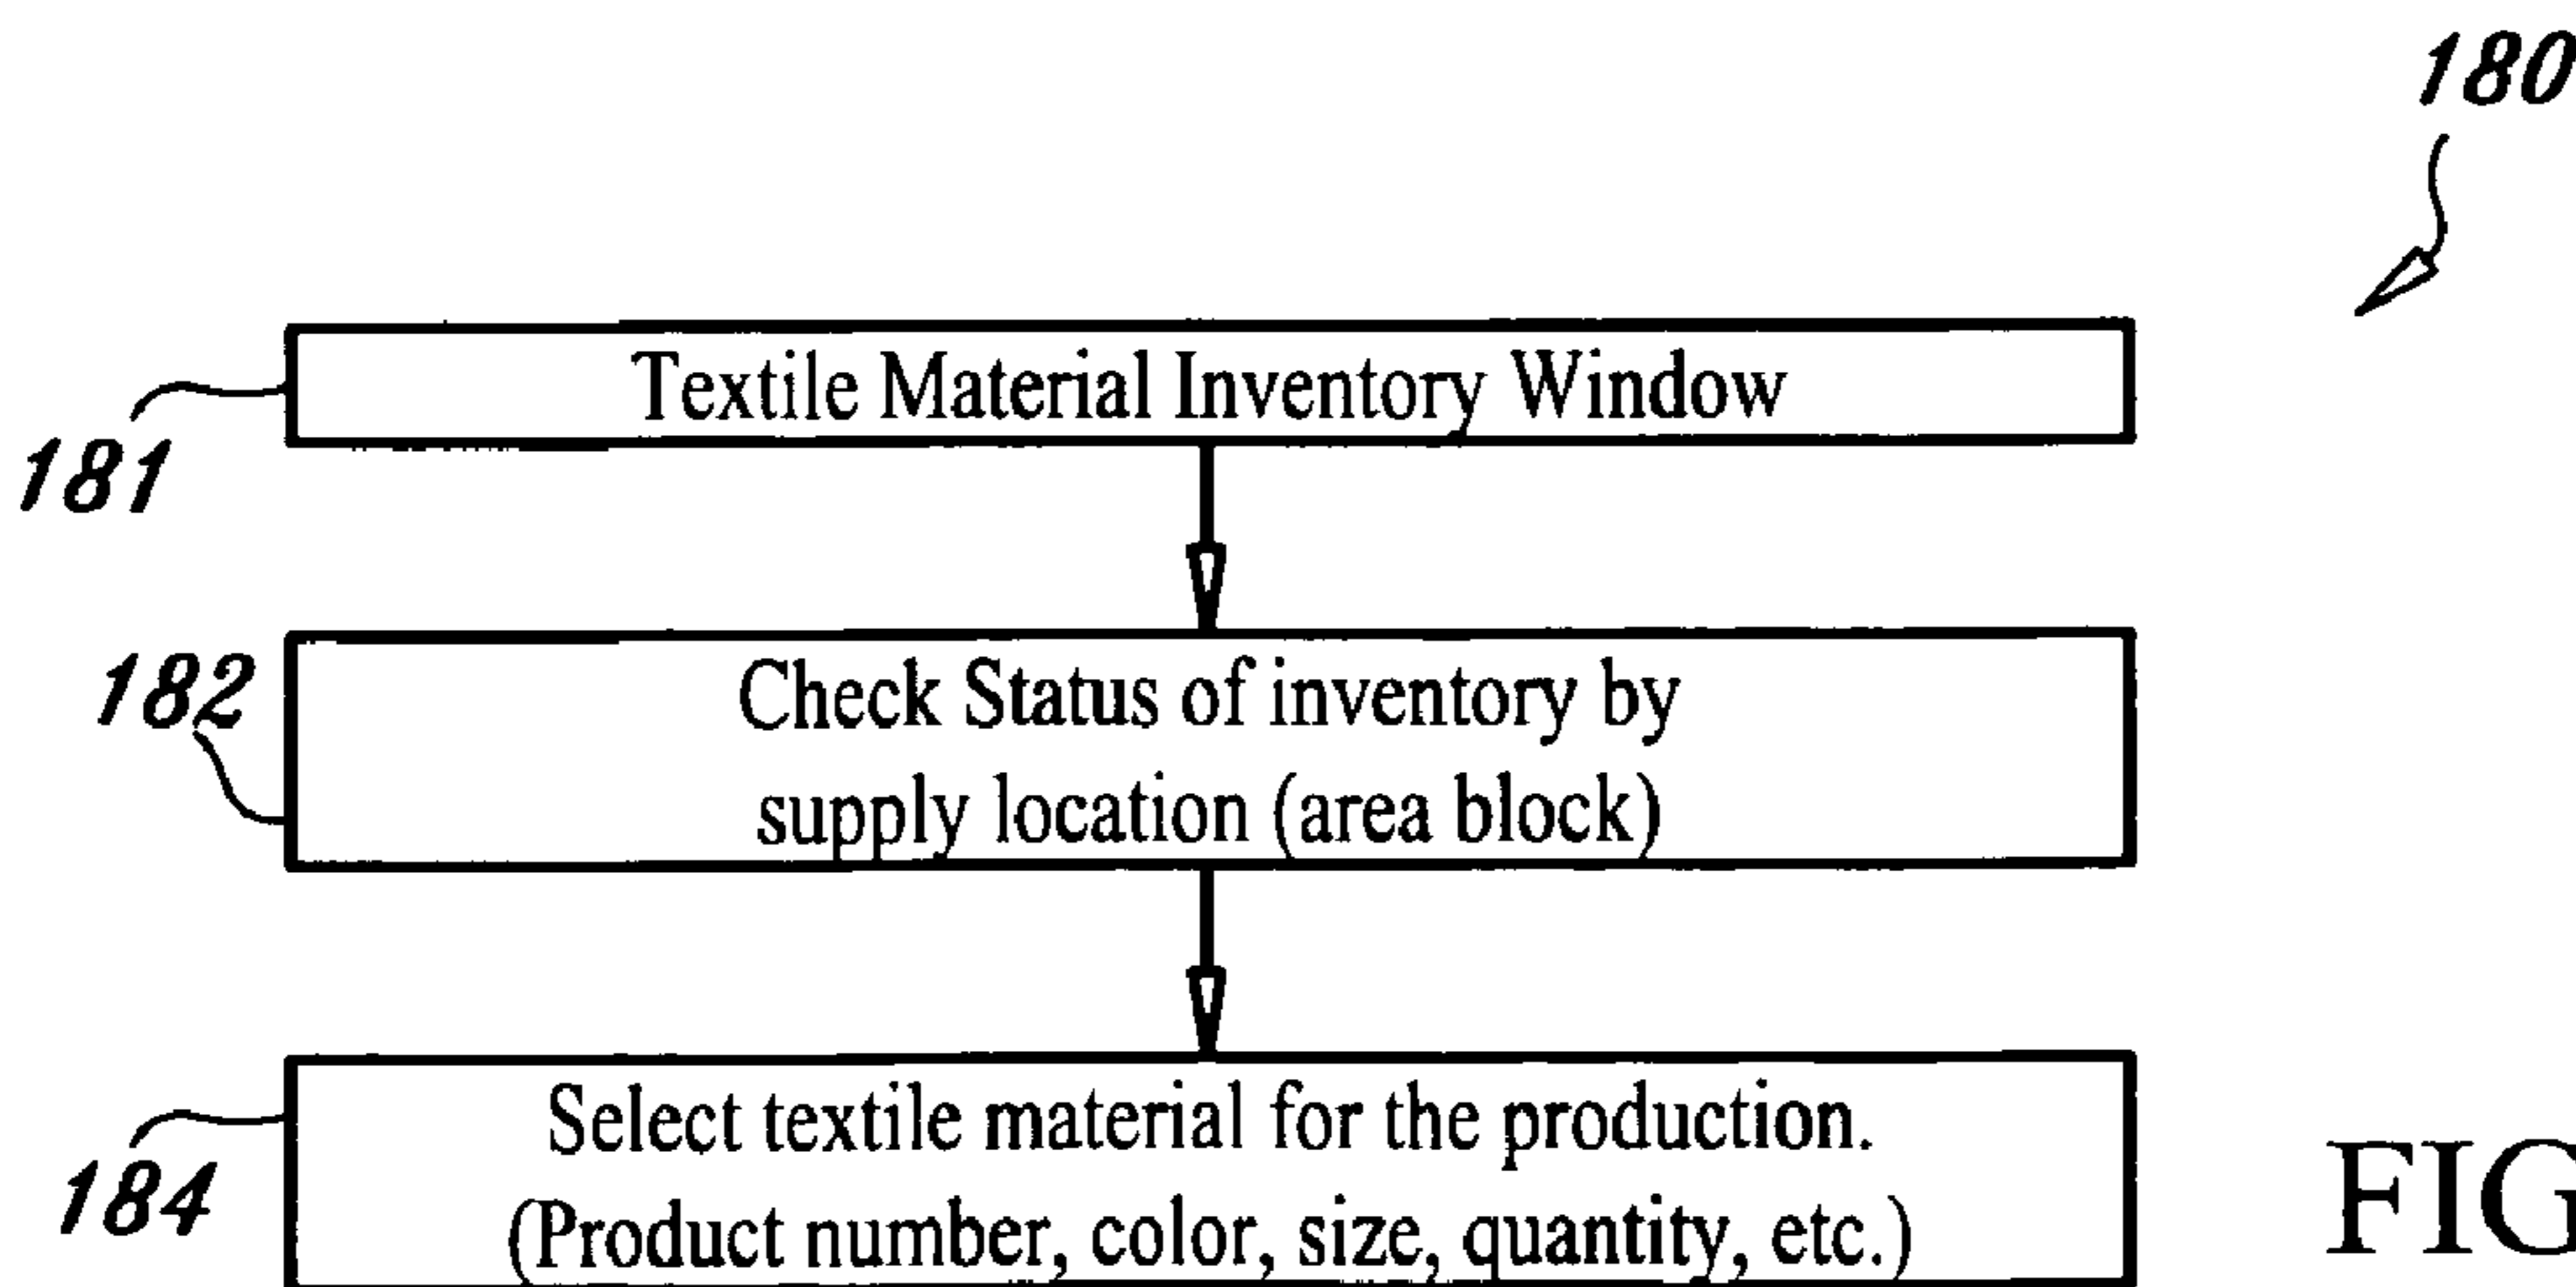 180
Textile Material Inventory Window
181
182
Check Status of inventory by
supply location (area block)
184
Select textile material for the production.
(Product number, color, size, quantity, etc.)
FIG